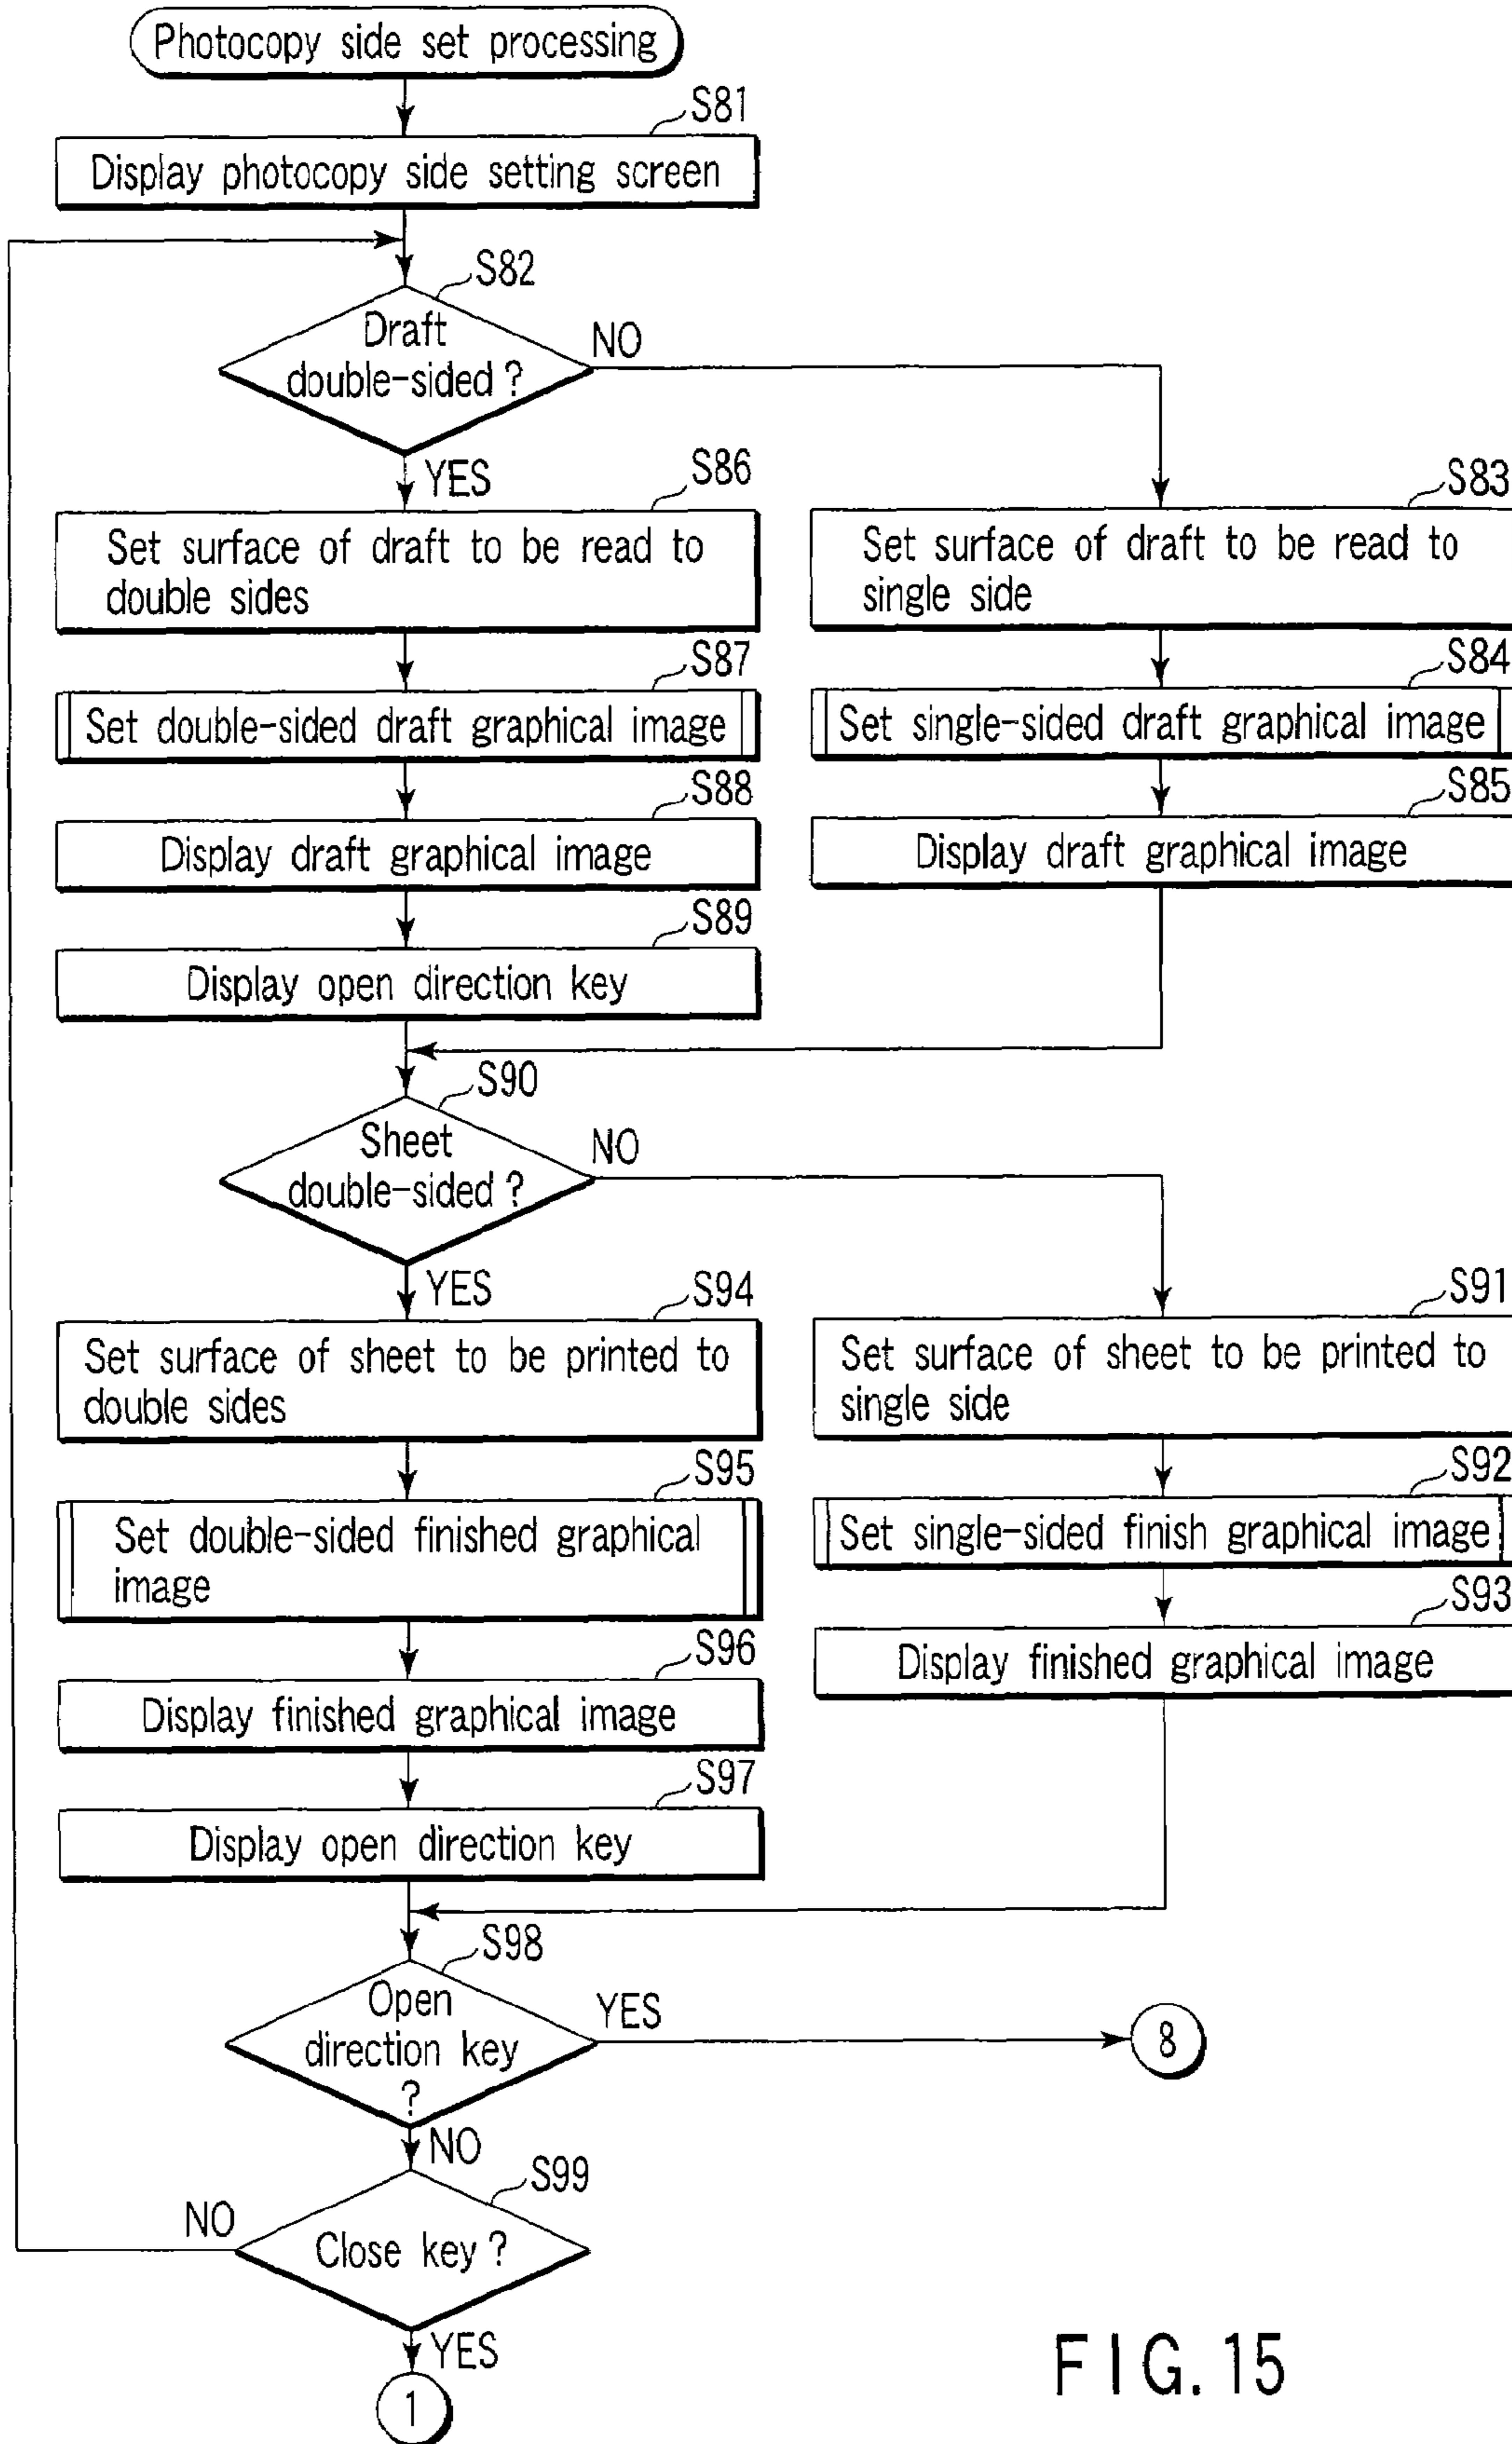 Photocopy side set processing
S81
Display photocopy side setting screen
S82
Draft
double-sided?
NO
YES
S86
Set surface of draft to be read to
double sides
S83
Set surface of draft to be read to
single side
S87
Set double-sided draft graphical image
S84
Set single-sided draft graphical image
S88
Display draft graphical image
S85
Display draft graphical image
S89
Display open direction key
S90
Sheet
double-sided?
NO
YES
S94
Set surface of sheet to be printed to
double sides
S91
Set surface of sheet to be printed to
single side
S95
Set double-sided finished graphical
image
S92
Set single-sided finish graphical image
S96
Display finished graphical image
S93
Display finished graphical image
S97
Display open direction key
S98
Open
direction key
?
YES
8
NO
S99
Close key?
NO
YES
1
FIG. 15